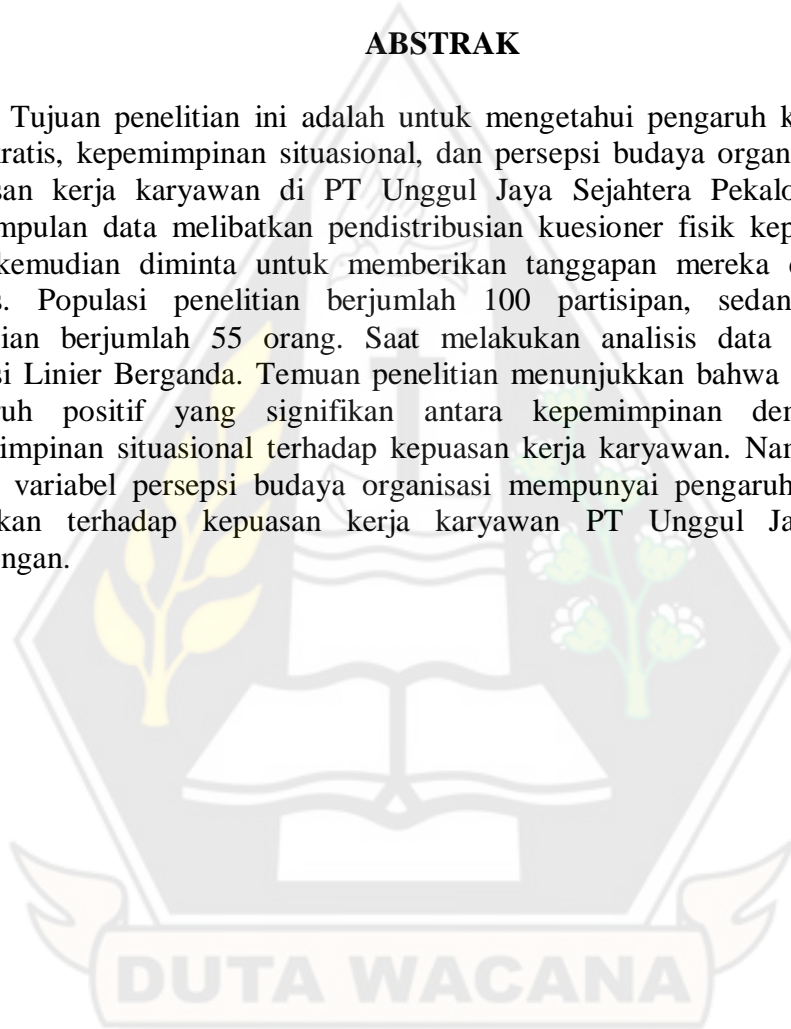 ABSTRAK
Tujuan penelitian ini adalah untuk mengetahui pengaruh k
ratis, kepemimpinan situasional, dan persepsi budaya organ
san kerja karyawan di PT Unggul Jaya Sejahtera Pekalo
mpulan data melibatkan pendistribusian kuesioner fisik kep
kemudian diminta untuk memberikan tanggapan mereka
s. Populasi penelitian berjumlah 100 partisipan, sedan
ian berjumlah 55 orang. Saat melakukan analisis data
si Linier Berganda. Temuan penelitian menunjukkan bahwa
ruh positif yang signifikan antara kepemimpinan den
impinan situasional terhadap kepuasan kerja karyawan. Nan
variabel persepsi budaya organisasi mempunyai pengaruh
kan terhadap kepuasan kerja karyawan PT Unggul Ja
ngan.
DUTA WACANA